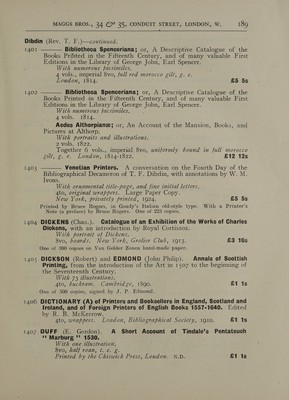 MAGGS BROS., 34 & 35, CONDUIT STREET, LONDON, W. 189
Dibdin (Rev. T. F.)—continued.
1401 ——— Bibliotheca Spenceriana; or, A Descriptive Catalogue of the
Books Printed in the Fifteenth Century, and of many valuable First
Editions in the Library of George John, Earl Spencer.
With numerous facsimiles.
4 vols., imperial 8vo, full red morocco gilt, g. e.
London, 1814. £5 5s
1402 ——— Bibliotheca Spenceriana; or, A Descriptive Catalogue of the
Books Printed in the Fifteenth Century, and of many valuable First
Editions in the Library of George John, Earl Spencer.
With numerous facsimiles.
4 vols. 1814.
Aedes Althorpianæ; or, An Account of the Mansion, Books, and
Pictures at Althorp.
With portraits and illustrations.
2 vols. 1822.
Together 6 vols., imperial 8vo, uniformly bound in full morocco
gilt, g. e. London, 1814-1822. £12 12s
1403 ——— Venetian Printers. A conversation on the Fourth Day of the
Bibliographical Decameron of T. F. Dibdin, with annotations by W. M.
Ivons.
With ornamental title-page, and fine initial letters.
4to, original wrappers. Large Paper Copy.
New York, privately printed, 1924. £5 5s
Printed by Bruce Rogers, in Goudy's Italian old-style type. With a Printer's
Note (a preface) by Bruce Rogers. One of 223 copies.
1404 DICKENS (Chas.). Catalogue of an Exhibition of the Works of Charles
Dickens, with an introduction by Royal Cortissoz.
With portrait of Dickens.
8vo, boards. New York, Grolier Club, 1913. £3 16s
One of 300 copies on Van Gelder Zonen hand-made paper.
1405 DICKSON (Robert) and EDMOND (John Philip). Annals of Scottish
Printing, from the introduction of the Art in 1507 to the beginning of
the Seventeenth Century.
With 75 illustrations.
4to, buckram. Cambridge, 1890. £1 1s
One of 500 copies, signed by J. P. Edmond.
1406 DICTIONARY (A) of Printers and Booksellers in England, Scotland and
Ireland, and of Foreign Printers of English Books 1557-1640. Edited
by R. B. McKerrow.
4to, wrappers. London, Bibliographical Society, 1910. £1 1s
1407 DUFF (E. Gordon). A Short Account of Tindale's Pentateuch
" Marburg " 1530.
With one illustration.
8vo, half roan, t. e. g.
Printed by the Chiswick Press, London. N.D. £1 1s